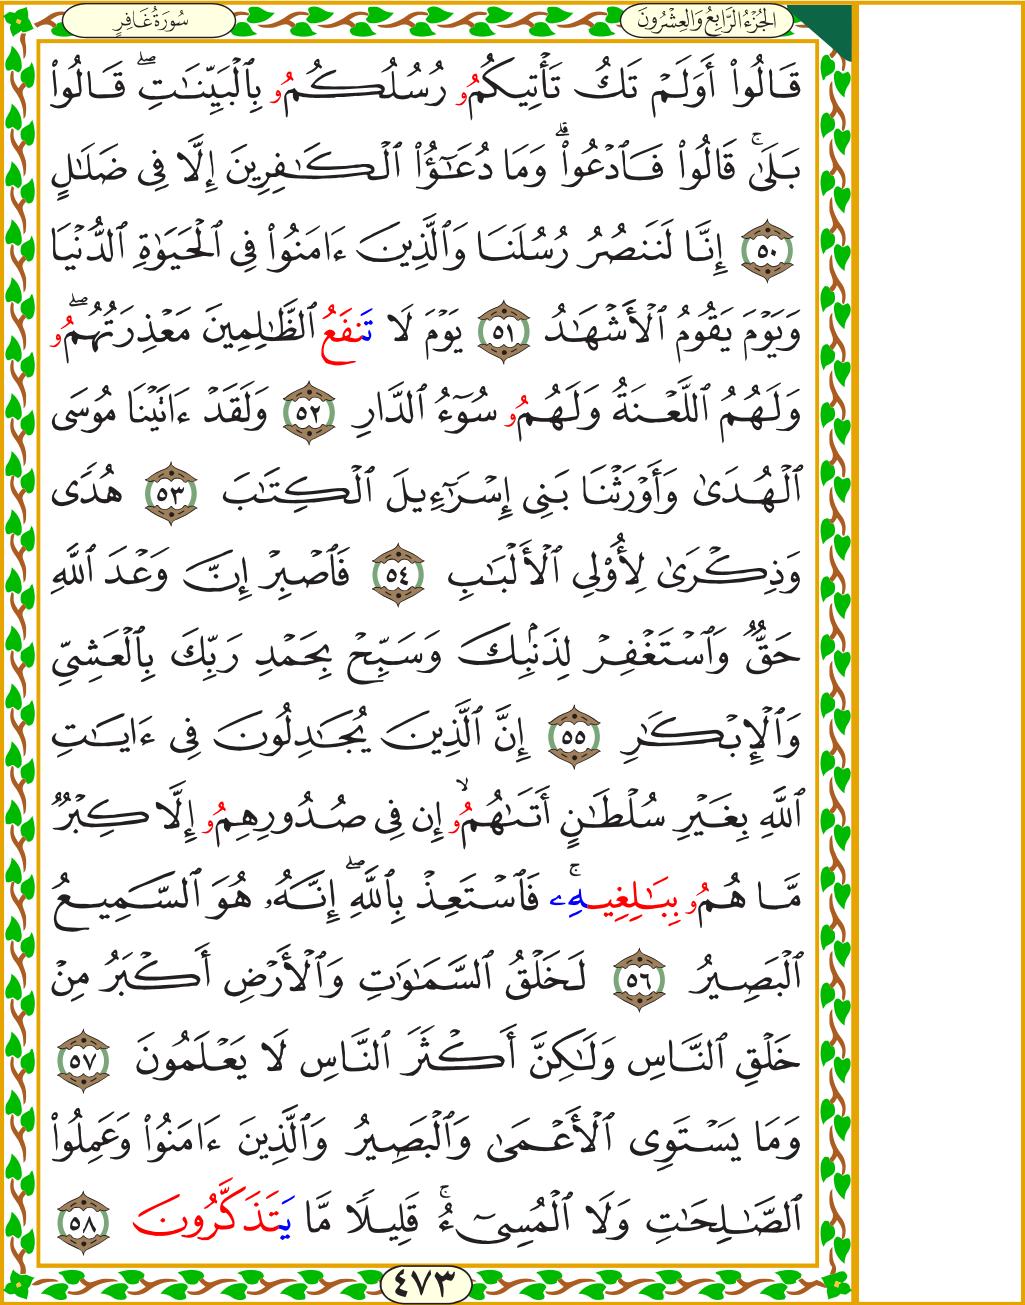 الجُزْءُ الرَّابِعُ وَالعِشْرُونَ
سُورَةُ غَافِرٍ
قَالُوٓا۟ أَوَلَمْ تَكُ تَأْتِيكُمُۥ رُسُلُكُمُۥ بِٱلْبَيِّنَـٰتِ ۖ قَالُوا۟
بَلَىٰ ۚ قَالُوا۟ فَٱدْعُوا۟ ۗ وَمَا دُعَـٰٓؤُا۟ ٱلْكَـٰفِرِينَ إِلَّا فِى ضَلَـٰلٍ
٥٠ إِنَّا لَنَنصُرُ رُسُلَنَا وَٱلَّذِينَ ءَامَنُوا۟ فِى ٱلْحَيَوٰةِ ٱلدُّنْيَا
وَيَوْمَ يَقُومُ ٱلْأَشْهَـٰدُ ٥١ يَوْمَ لَا تَنفَعُ ٱلظَّـٰلِمِينَ مَعْذِرَتُهُمُۥ ۖ
وَلَهُمُ ٱللَّعْنَةُ وَلَهُمُۥ سُوٓءُ ٱلدَّارِ ٥٢ وَلَقَدْ ءَاتَيْنَا مُوسَى
ٱلْهُدَىٰ وَأَوْرَثْنَا بَنِىٓ إِسْرَٰٓءِيلَ ٱلْكِتَـٰبَ ٥٣ هُدًى
وَذِكْرَىٰ لِأُو۟لِى ٱلْأَلْبَـٰبِ ٥٤ فَٱصْبِرْ إِنَّ وَعْدَ ٱللَّهِ
حَقٌّ وَٱسْتَغْفِرْ لِذَنۢبِكَ وَسَبِّحْ بِحَمْدِ رَبِّكَ بِٱلْعَشِىِّ
وَٱلْإِبْكَـٰرِ ٥٥ إِنَّ ٱلَّذِينَ يُجَـٰدِلُونَ فِىٓ ءَايَـٰتِ
ٱللَّهِ بِغَيْرِ سُلْطَـٰنٍ أَتَىٰهُمُۥ ۙ إِن فِى صُدُورِهِمُۥ إِلَّا كِبْرٌ
مَّا هُمُۥ بِبَـٰلِغِيهِۦ ۚ فَٱسْتَعِذْ بِٱللَّهِ ۖ إِنَّهُۥ هُوَ ٱلسَّمِيعُ
ٱلْبَصِيرُ ٥٦ لَخَلْقُ ٱلسَّمَـٰوَٰتِ وَٱلْأَرْضِ أَكْبَرُ مِنْ
خَلْقِ ٱلنَّاسِ وَلَـٰكِنَّ أَكْثَرَ ٱلنَّاسِ لَا يَعْلَمُونَ ٥٧
وَمَا يَسْتَوِى ٱلْأَعْمَىٰ وَٱلْبَصِيرُ وَٱلَّذِينَ ءَامَنُوا۟ وَعَمِلُوا۟
ٱلصَّـٰلِحَـٰتِ وَلَا ٱلْمُسِىٓءُ ۚ قَلِيلًا مَّا يَتَذَكَّرُونَ ٥٨
٤٧٣